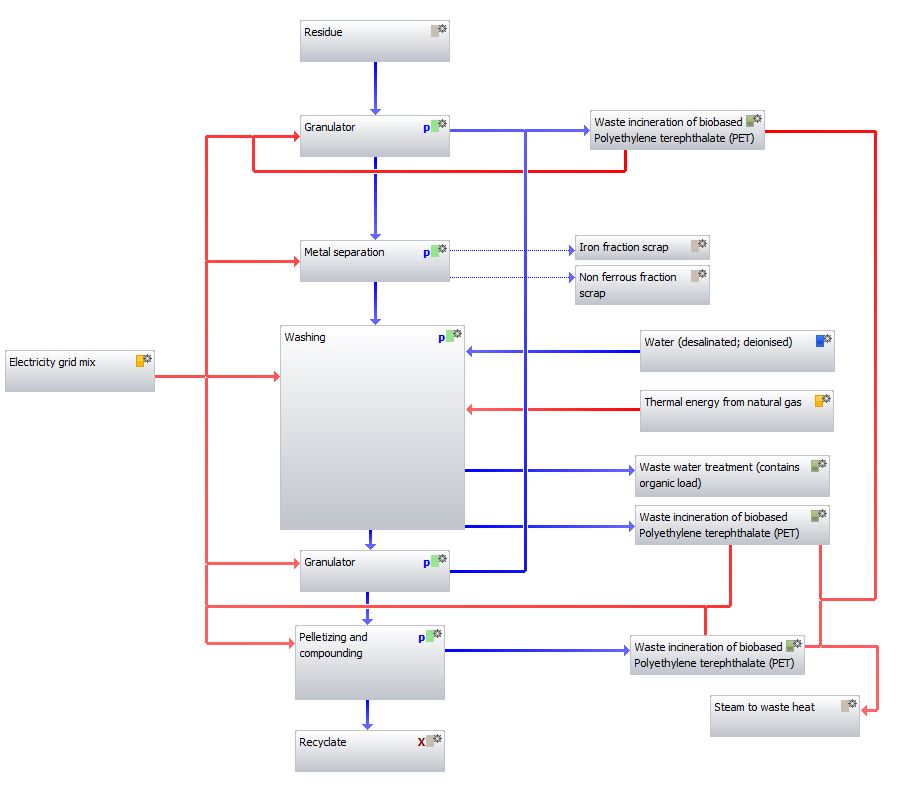 Residue
Granulator p
Waste incineration of biobased
Polyethylene terephthalate (PET)
Metal separation p
Iron fraction scrap
Non ferrous fraction
scrap
Washing p
Water (desalinated; deionised)
Electricity grid mix
Thermal energy from natural gas
Waste water treatment (contains
organic load)
Waste incineration of biobased
Polyethylene terephthalate (PET)
Granulator p
Pelletizing and p
compounding
Waste incineration of biobased
Polyethylene terephthalate (PET)
Steam to waste heat
Recyclate X